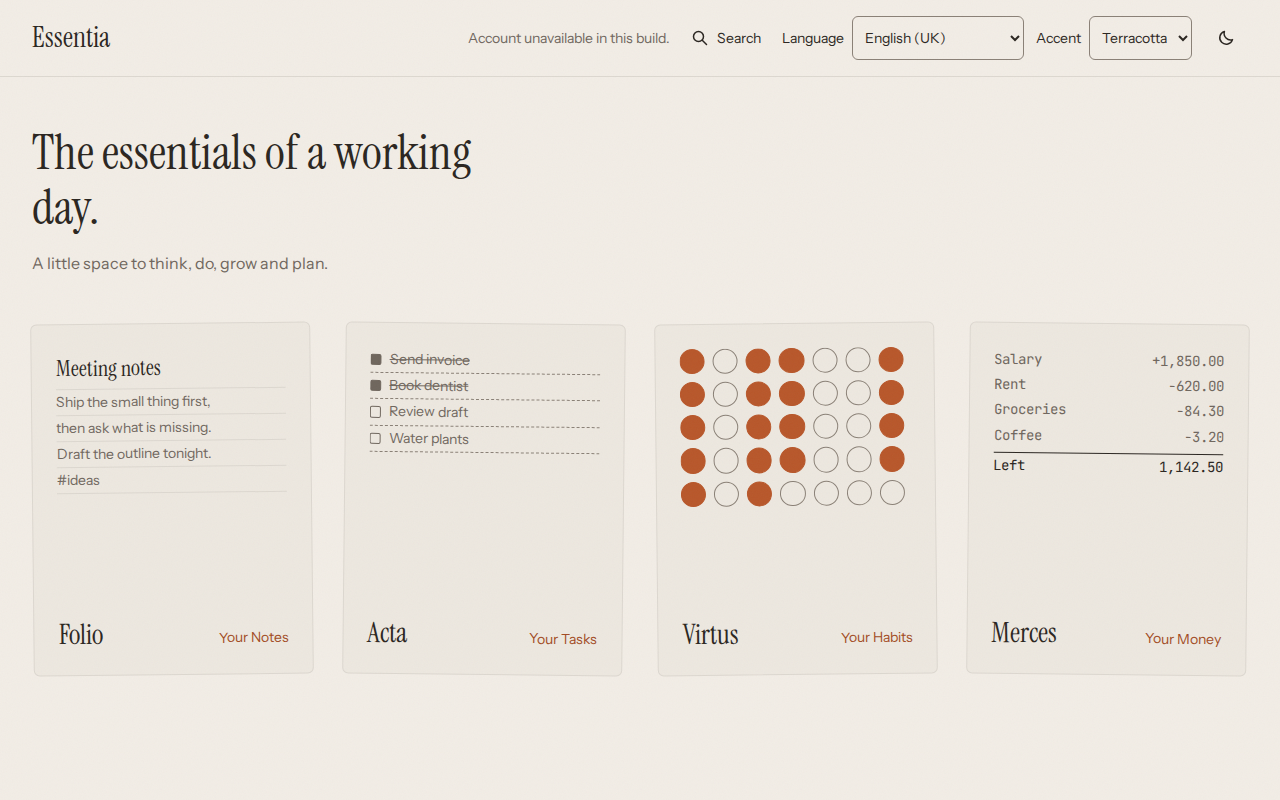 Essentia
Account unavailable in this build.
Search
Language
English (UK)
Accent
Terracotta
The essentials of a working
day.
A little space to think, do, grow and plan.
Meeting notes
Ship the small thing first,
then ask what is missing.
Draft the outline tonight.
#ideas
Folio
Your Notes
Send invoice
Book dentist
Review draft
Water plants
Acta
Your Tasks
Virtus
Your Habits
Salary +1,850.00
Rent -620.00
Groceries -84.30
Coffee -3.20
Left 1,142.50
Merces
Your Money